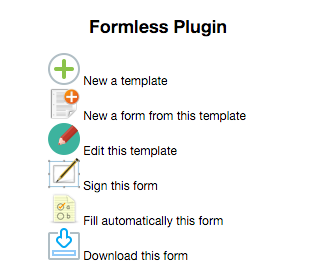 Formless Plugin
New a template
New a form from this template
Edit this template
Sign this form
Fill automatically this form
Download this form